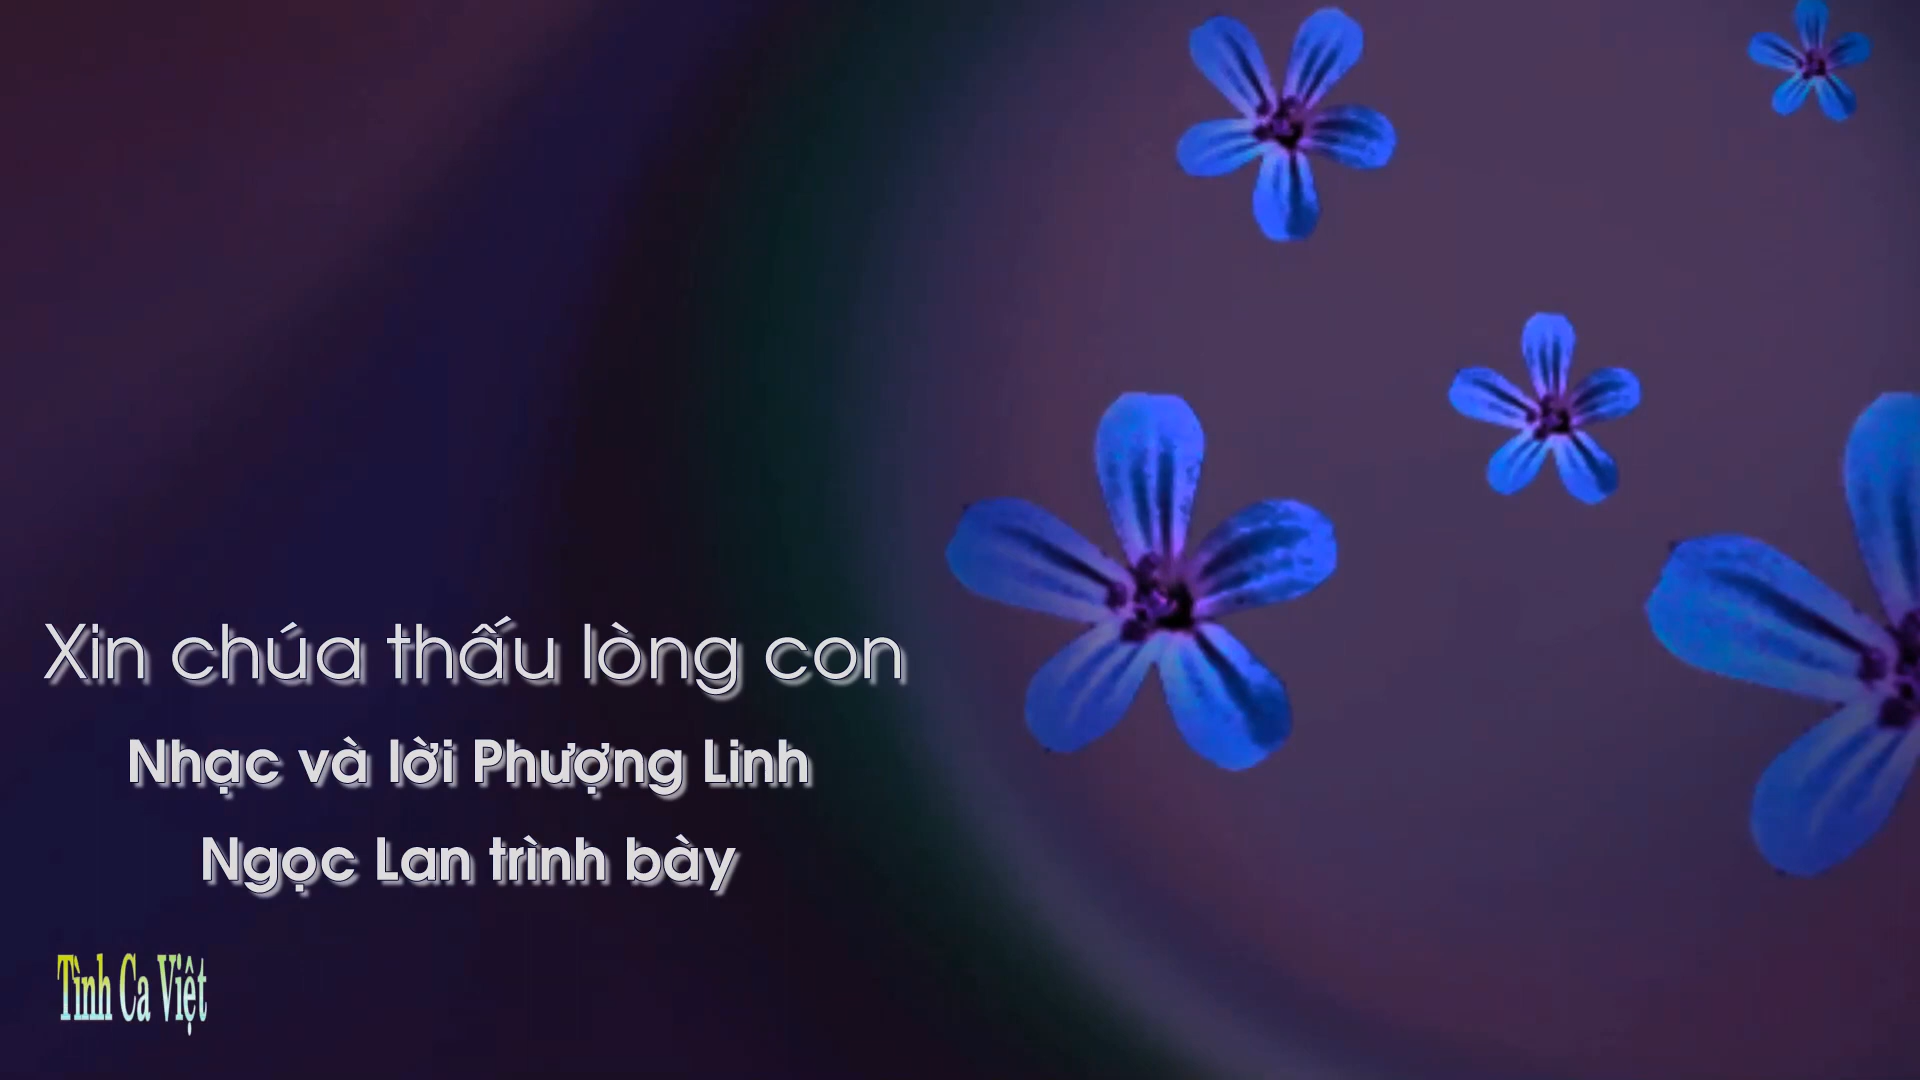 Xin chúa thấu lòng con
Nhạc và lời Phượng Linh
Ngọc Lan trình bày
Tình Ca Việt